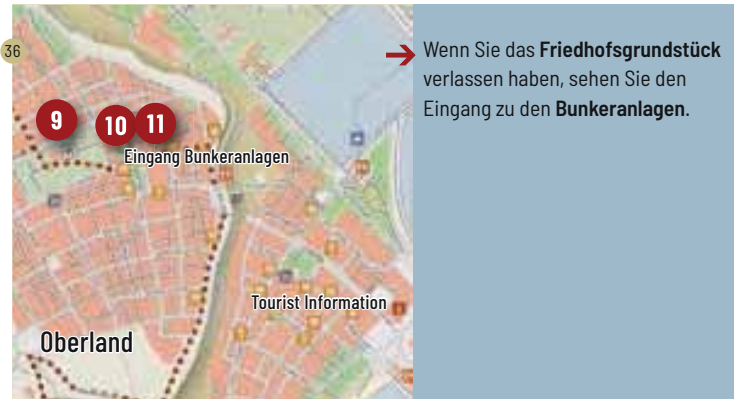 36
9
10
11
Eingang Bunkeranlagen
Tourist Information
Oberland
Wenn Sie das Friedhofsgrundstück
verlassen haben, sehen Sie den
Eingang zu den Bunkeranlagen.